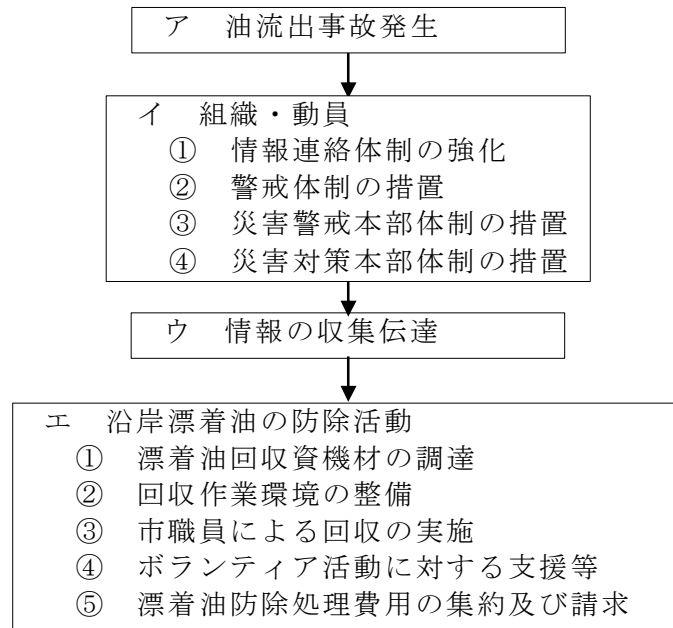 ア　油流出事故発生
イ　組織・動員
①　情報連絡体制の強化
②　警戒体制の措置
③　災害警戒本部体制の措置
④　災害対策本部体制の措置
ウ　情報の収集伝達
エ　沿岸漂着油の防除活動
①　漂着油回収資機材の調達
②　回収作業環境の整備
③　市職員による回収の実施
④　ボランティア活動に対する支援等
⑤　漂着油防除処理費用の集約及び請求